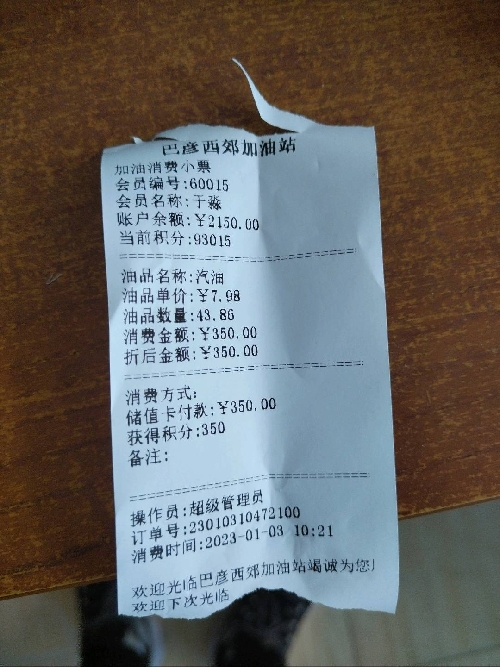 巴彦西郊加油站
加油消费小票
会员编号:60015
会员名称:于淼
账户余额:¥2150.00
当前积分:93015
油品名称:汽油
油品单价:¥7.98
油品数量:43.86
消费金额:¥350.00
折后金额:¥350.00
消费方式:
储值卡付款:¥350.00
获得积分:350
备注:
操作员:超级管理员
订单号:23010310472100
消费时间:2023-01-03 10:21
欢迎光临巴彦西郊加油站竭诚为您
欢迎下次光临